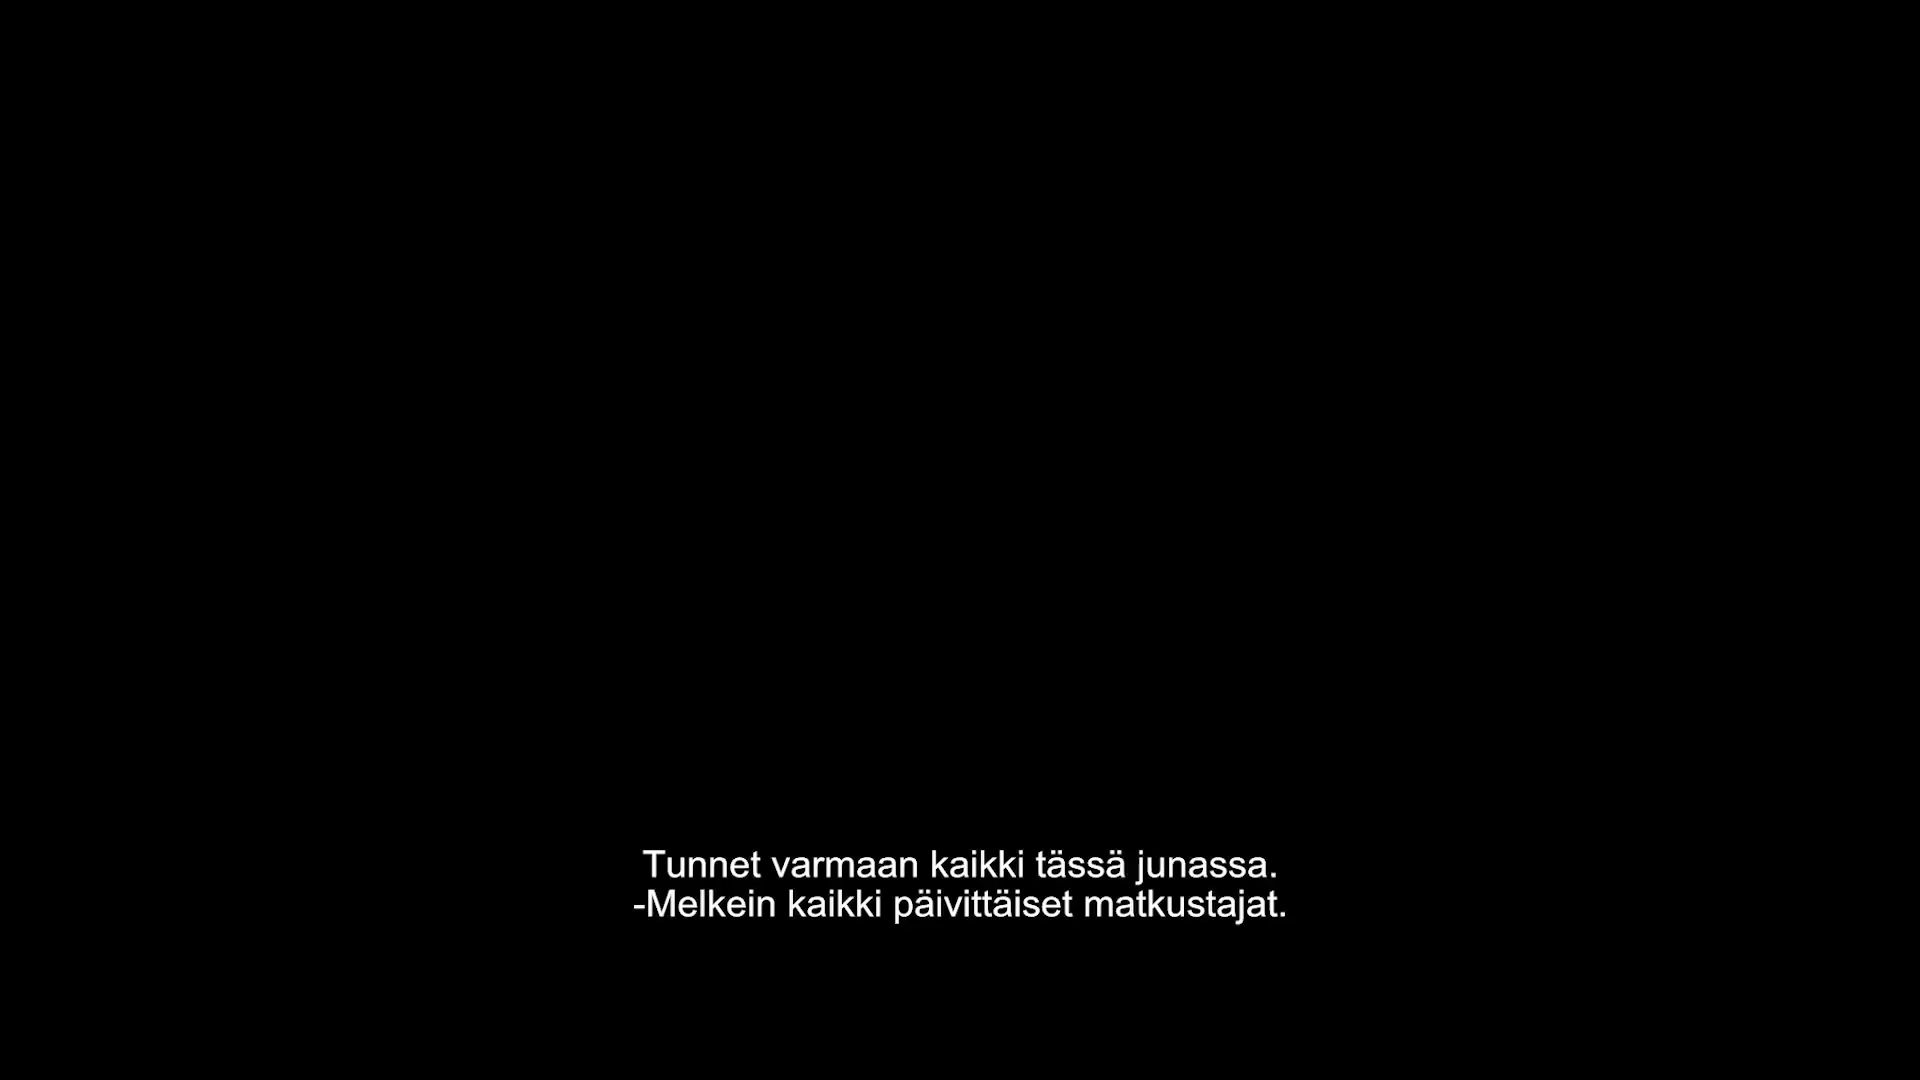 Tunnet varmaan kaikki tässä junassa.
-Melkein kaikki päivittäiset matkustajat.